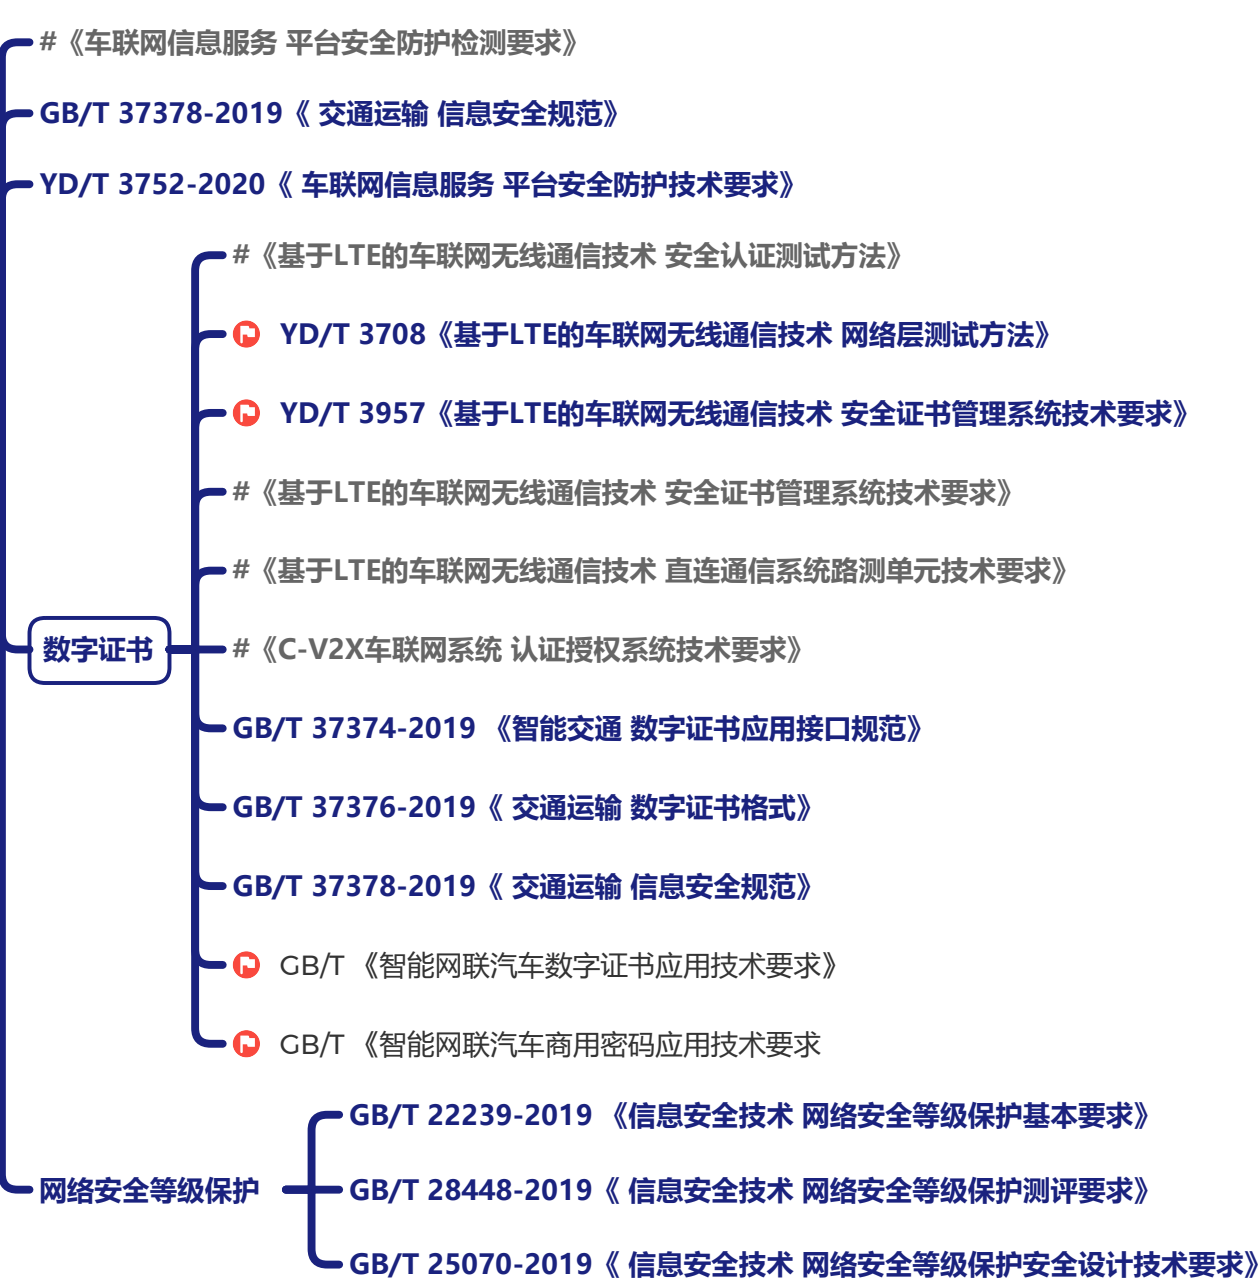 #《车联网信息服务 平台安全防护检测要求》
GB/T 37378-2019《 交通运输 信息安全规范》
YD/T 3752-2020《 车联网信息服务 平台安全防护技术要求》
#《基于LTE的车联网无线通信技术 安全认证测试方法》
YD/T 3708《基于LTE的车联网无线通信技术 网络层测试方法》
YD/T 3957《基于LTE的车联网无线通信技术 安全证书管理系统技术要求》
#《基于LTE的车联网无线通信技术 安全证书管理系统技术要求》
#《基于LTE的车联网无线通信技术 直连通信系统路测单元技术要求》
数字证书
#《C-V2X车联网系统 认证授权系统技术要求》
GB/T 37374-2019 《智能交通 数字证书应用接口规范》
GB/T 37376-2019《 交通运输 数字证书格式》
GB/T 37378-2019《 交通运输 信息安全规范》
GB/T 《智能网联汽车数字证书应用技术要求》
GB/T 《智能网联汽车商用密码应用技术要求
GB/T 22239-2019 《信息安全技术 网络安全等级保护基本要求》
网络安全等级保护
GB/T 28448-2019《 信息安全技术 网络安全等级保护测评要求》
GB/T 25070-2019《 信息安全技术 网络安全等级保护安全设计技术要求》